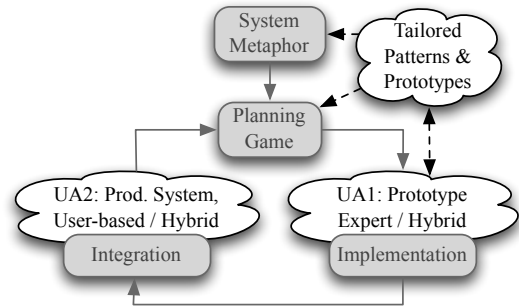 System
Metaphor
Tailored
Patterns &
Prototypes
Planning
Game
UA2: Prod. System,
User-based / Hybrid
Integration
UA1: Prototype
Expert / Hybrid
Implementation